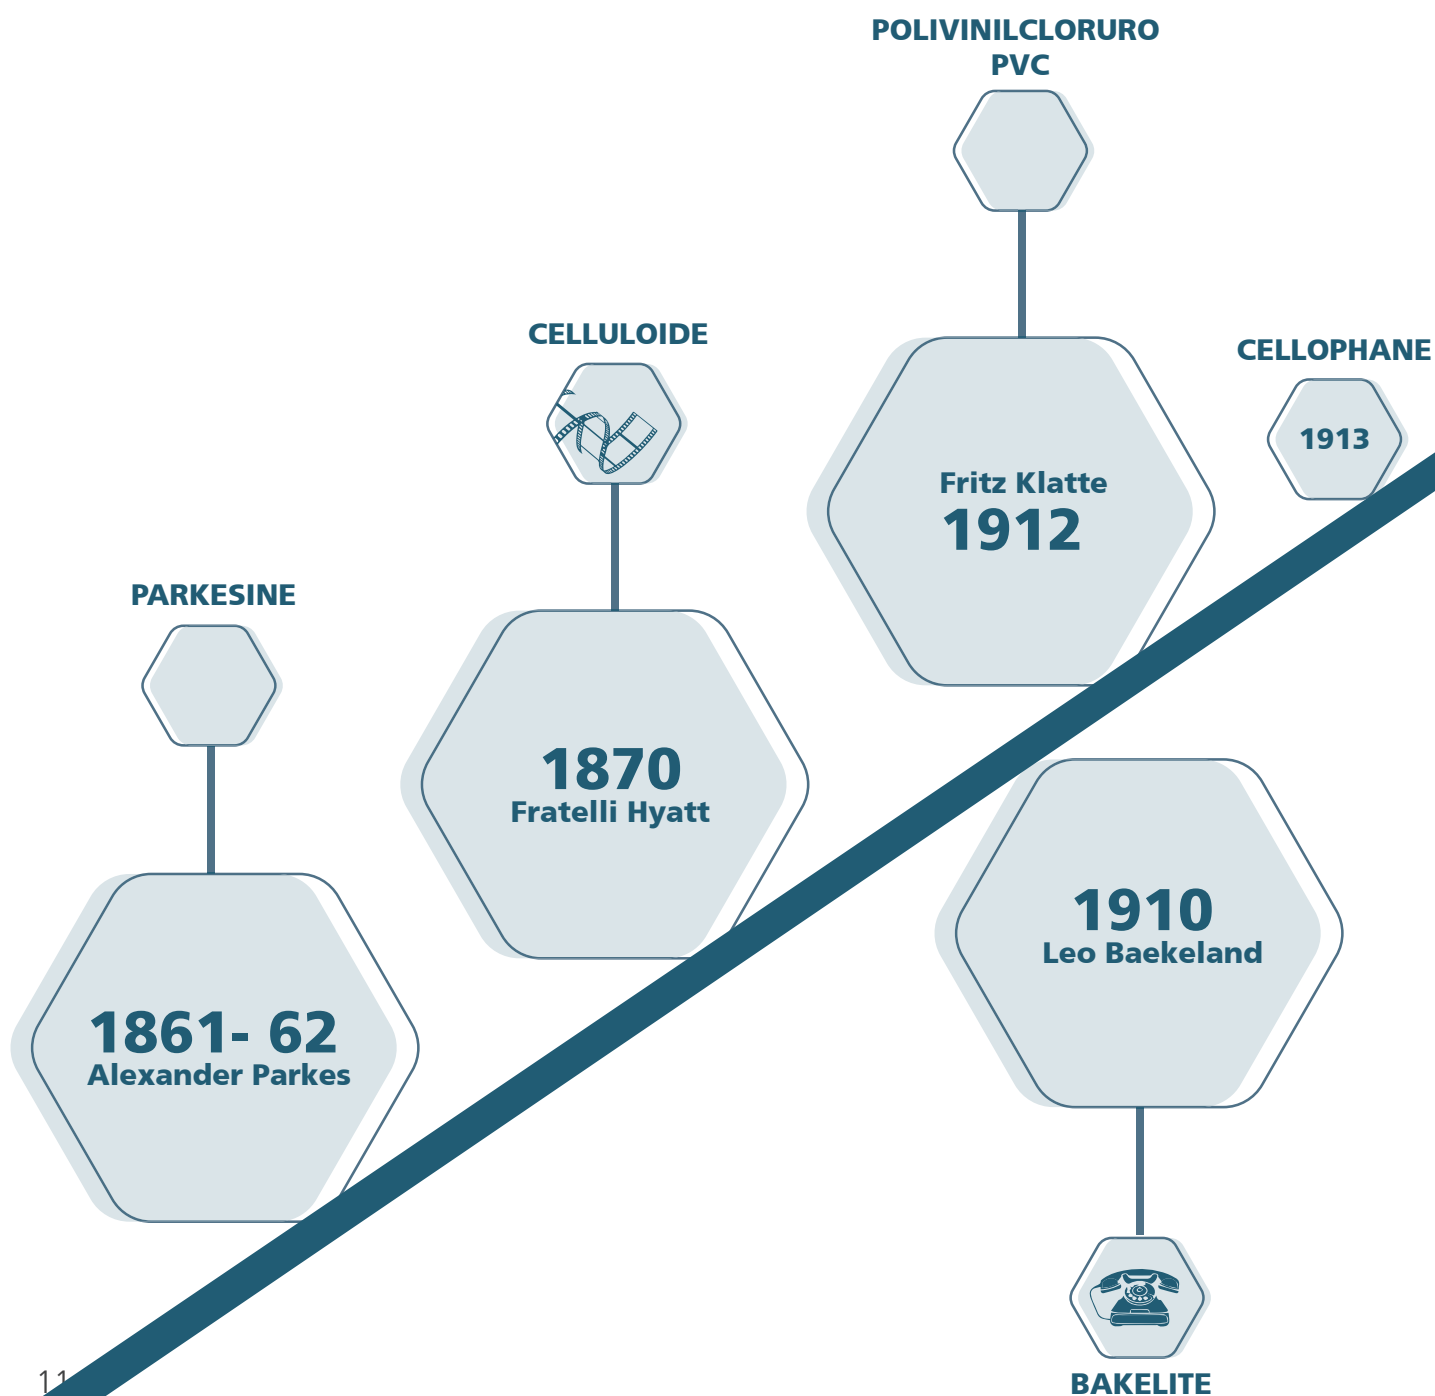 POLIVINILCLORURO
PVC
CELLULOIDE
CELLOPHANE
1913
Fritz Klatte
1912
PARKESINE
1870
Fratelli Hyatt
1910
Leo Baekeland
1861- 62
Alexander Parkes
BAKELITE
11